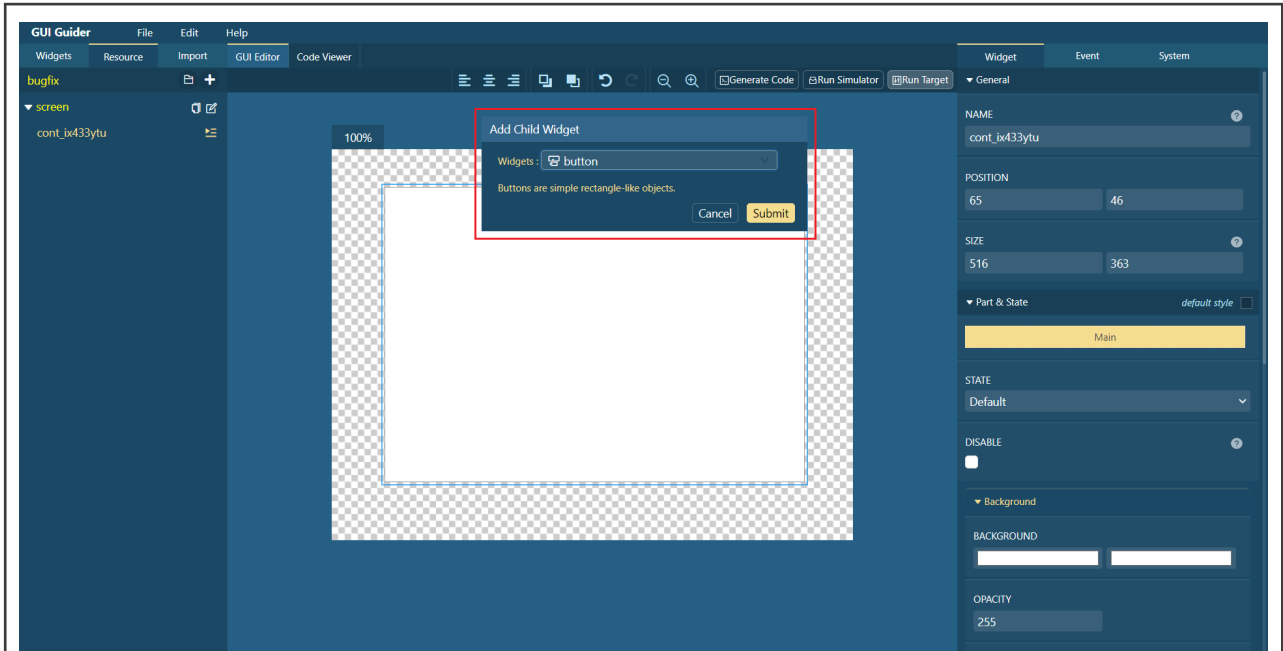 GUI Guider File Edit Help
Widgets Resource Import GUI Editor Code Viewer Widget Event System
bugfix Generate Code Run Simulator Run Target General
screen
NAME
cont_ix433ytu
cont_ix433ytu
100%
Add Child Widget
Widgets : button
Buttons are simple rectangle-like objects.
Cancel Submit
POSITION
65 46
SIZE
516 363
Part & State default style
Main
STATE
Default
DISABLE
Background
BACKGROUND
OPACITY
255